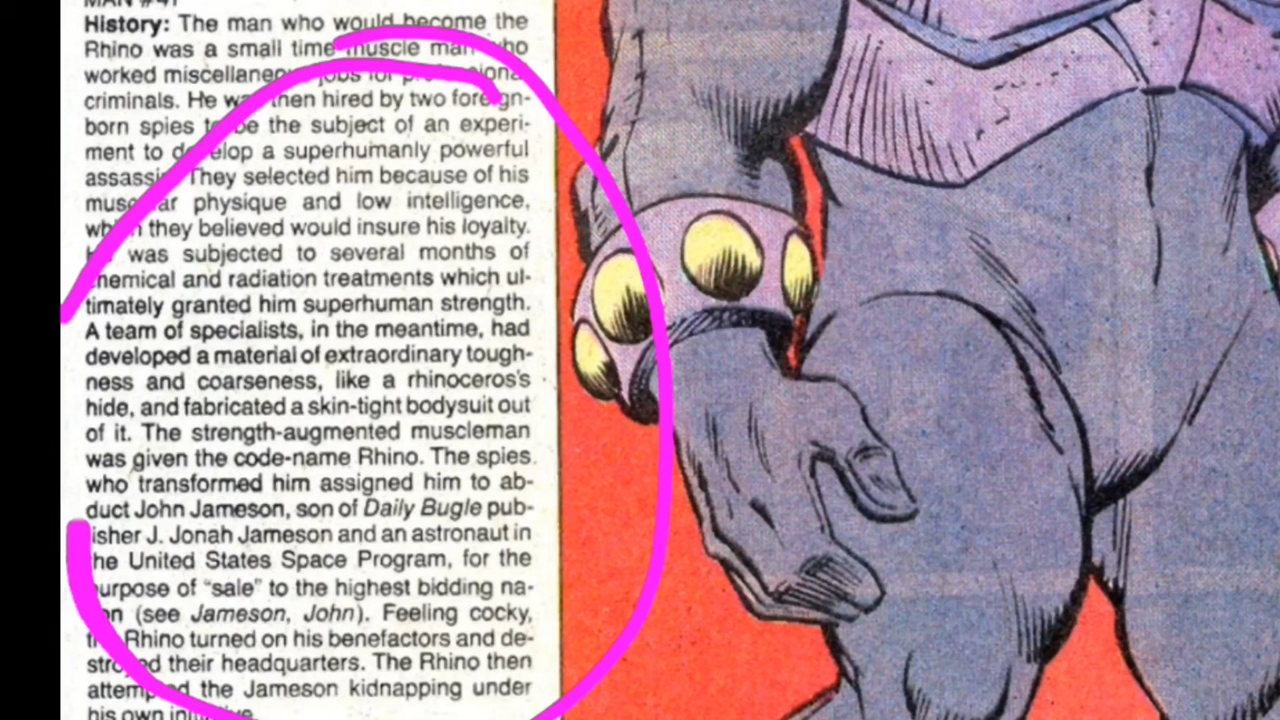 MAN #41
History: The man who would become the
Rhino was a small time muscle man who
worked miscellaneous jobs for professional
criminals. He was then hired by two foreign-
born spies to be the subject of an experi-
ment to develop a superhumanly powerful
assassin. They selected him because of his
muscular physique and low intelligence,
which they believed would insure his loyalty.
He was subjected to several months of
chemical and radiation treatments which ul-
timately granted him superhuman strength.
A team of specialists, in the meantime, had
developed a material of extraordinary tough-
ness and coarseness, like a rhinoceros's
hide, and fabricated a skin-tight bodysuit out
of it. The strength-augmented muscleman
was given the code-name Rhino. The spies
who transformed him assigned him to ab-
duct John Jameson, son of Daily Bugle pub-
lisher J. Jonah Jameson and an astronaut in
the United States Space Program, for the
purpose of "sale" to the highest bidding na-
tion (see Jameson, John). Feeling cocky,
the Rhino turned on his benefactors and de-
stroyed their headquarters. The Rhino then
attempted the Jameson kidnapping under
his own initiative.